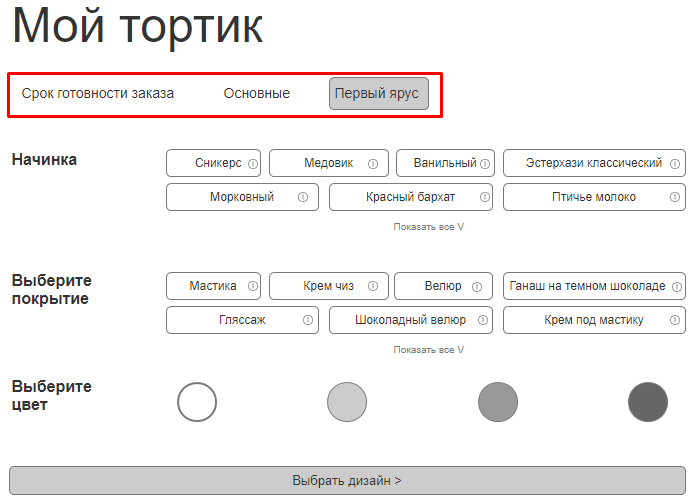 Мой тортик
Срок готовности заказа Основные Первый ярус
Начинка Сникерс Медовик Ванильный Эстерхази классический
Морковный Красный бархат Птичье молоко
Показать все V
Выберите
покрытие
Мастика Крем чиз Велюр Ганаш на темном шоколаде
Гляссаж Шоколадный велюр Крем под мастику
Показать все V
Выберите
цвет
Выбрать дизайн >